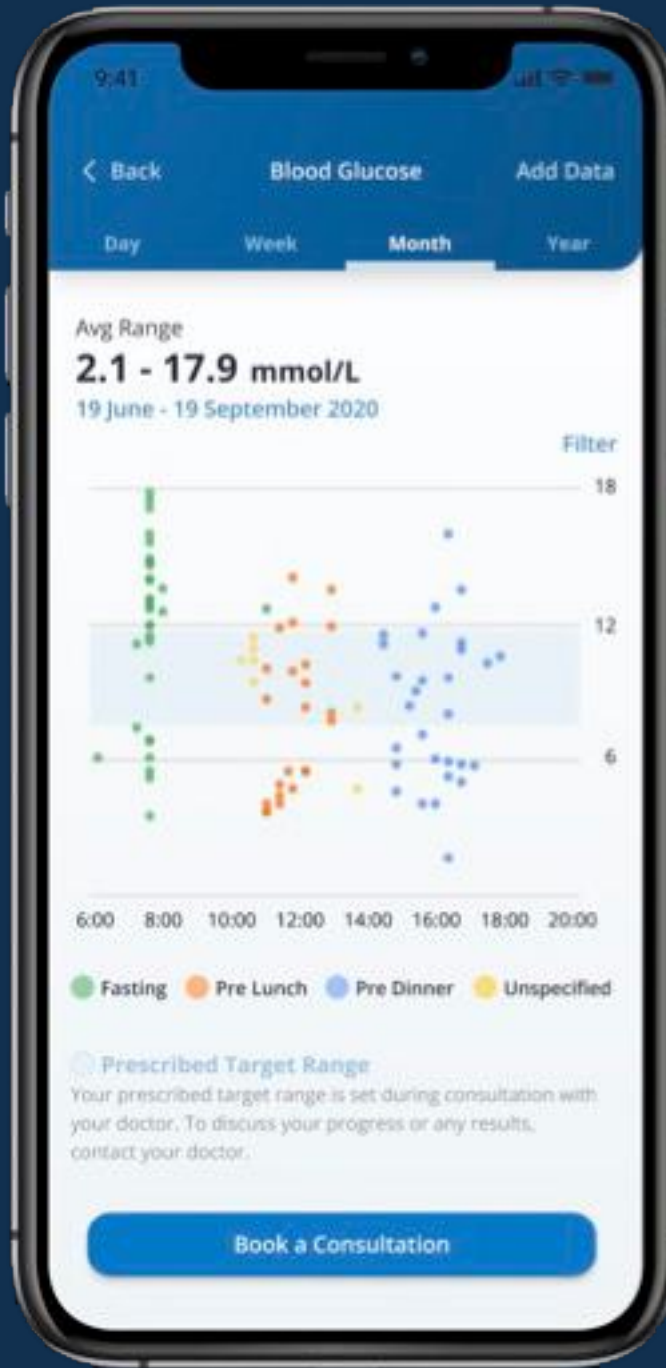 9:41
< Back Blood Glucose Add Data
Day Week Month Year
Avg Range
2.1 - 17.9 mmol/L
19 June - 19 September 2020
Filter
18
12
6
6:00 8:00 10:00 12:00 14:00 16:00 18:00 20:00
Fasting Pre Lunch Pre Dinner Unspecified
Prescribed Target Range
Your prescribed target range is set during consultation with
your doctor. To discuss your progress or any results,
contact your doctor.
Book a Consultation